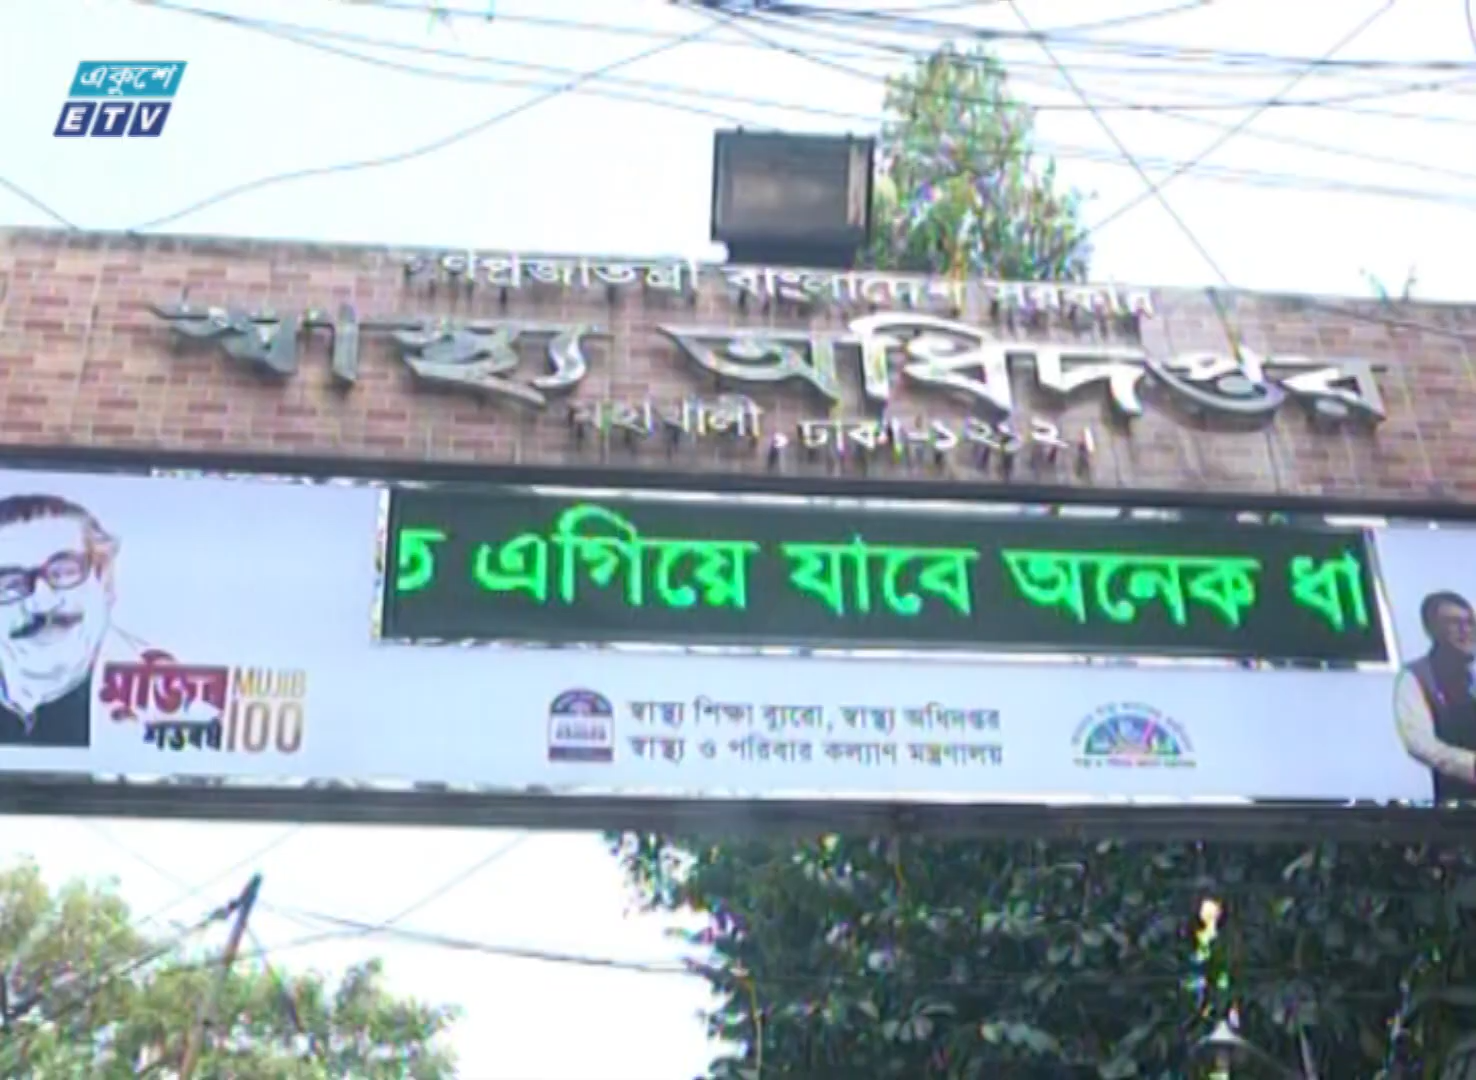 একুশে
ETV
গণপ্রজাতন্ত্রী বাংলাদেশ সরকার
স্বাস্থ্য অধিদপ্তর
মহাখালী, ঢাকা-১২১২।
ত এগিয়ে যাবে অনেক ধা
মুজিব MUJIB
শতবর্ষ 100
স্বাস্থ্য শিক্ষা ব্যুরো, স্বাস্থ্য অধিদপ্তর
স্বাস্থ্য ও পরিবার কল্যাণ মন্ত্রণালয়